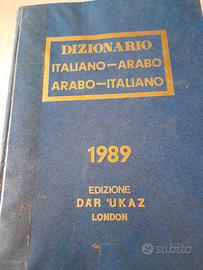 DIZIONARIO
ITALIANO–ARABO
ARABO–ITALIANO
1989
EDIZIONE
DAR 'UKAZ
LONDON
subito